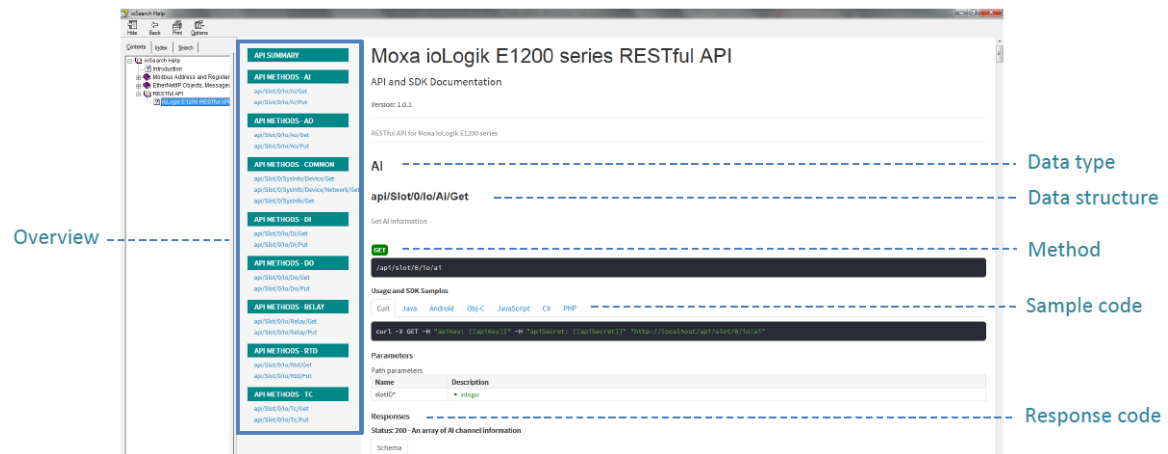 ioSearch Help
Hide Back Print Options
Contents Index Search
ioSearch Help
Introduction
Modbus Address and Register
EtherNet/IP Objects, Messages
RESTful API
ioLogik E1200 RESTful API
Overview
API SUMMARY
API METHODS - AI
api/Slot/0/Io/Ai/Get
api/Slot/0/Io/Ai/Put
API METHODS - AO
api/Slot/0/Io/Ao/Get
api/Slot/0/Io/Ao/Put
API METHODS - COMMON
api/Slot/0/SysInfo/Device/Get
api/Slot/0/SysInfo/Device/Network/Get
api/Slot/0/SysInfo/Get
API METHODS - DI
api/Slot/0/Io/Di/Get
api/Slot/0/Io/Di/Put
API METHODS - DO
api/Slot/0/Io/Do/Get
api/Slot/0/Io/Do/Put
API METHODS - RELAY
api/Slot/0/Io/Relay/Get
api/Slot/0/Io/Relay/Put
API METHODS - RTD
api/Slot/0/Io/Rtd/Get
api/Slot/0/Io/Rtd/Put
API METHODS - TC
api/Slot/0/Io/Tc/Get
api/Slot/0/Io/Tc/Put
Moxa ioLogik E1200 series RESTful API
API and SDK Documentation
Version: 1.0.1
RESTful API for Moxa ioLogik E1200 series
AI
Data type
api/Slot/0/Io/Ai/Get
Data structure
Get AI information
GET
Method
/api/slot/0/io/ai
Usage and SDK Samples
Curl Java Android Obj-C JavaScript C# PHP
Sample code
curl -X GET -H "apiKey: [[apiKey]]" -H "apiSecret: [[apiSecret]]" "http://localhost/api/slot/0/io/ai"
Parameters
Path parameters
Name Description
slotID* ▸ integer
Responses
Response code
Status: 200 - An array of AI channel information
Schema